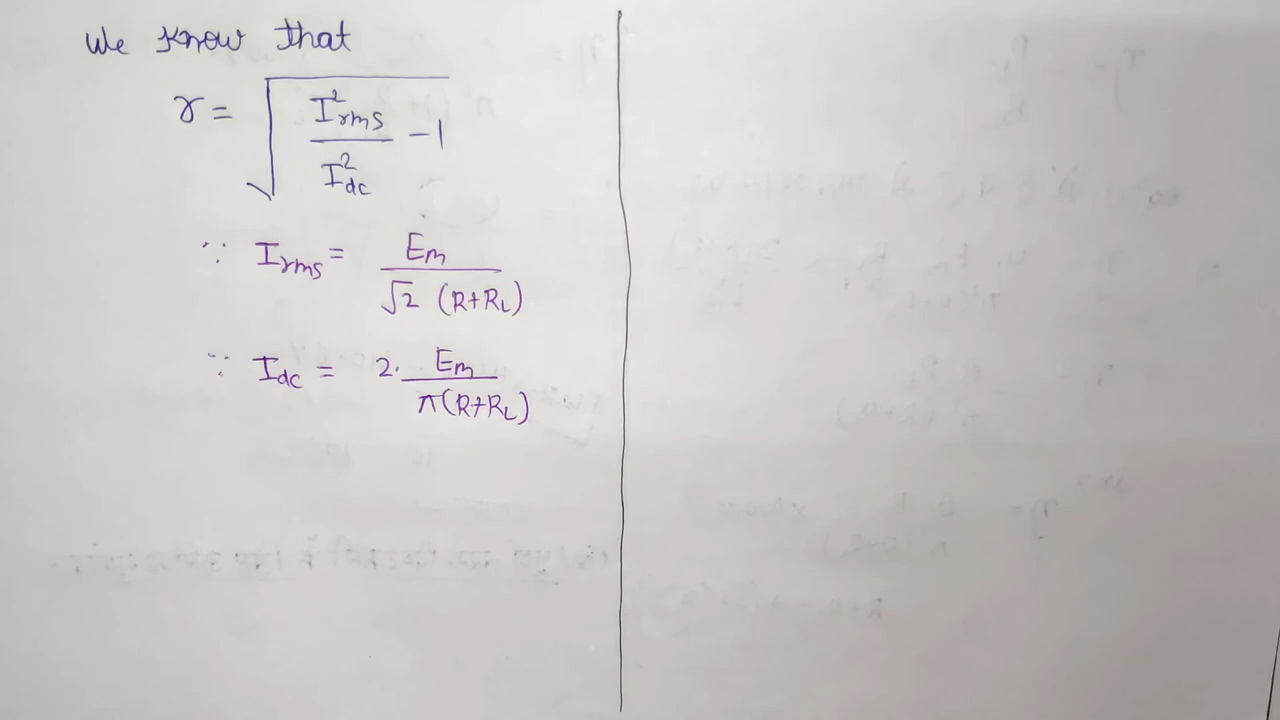 We know that
γ = √(I²rms / I²dc − 1)
∵ Irms = Em / √2 (R+RL)
∵ Idc = 2. Em / π(R+RL)